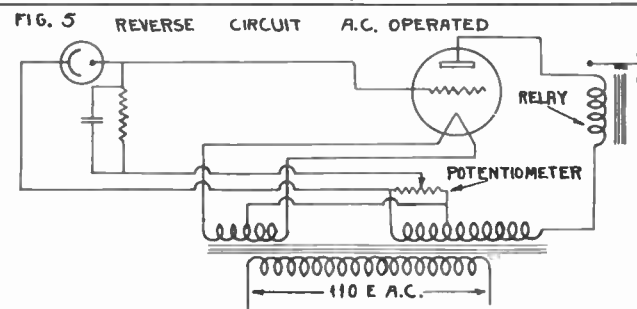 FIG. 5 REVERSE CIRCUIT A.C. OPERATED
RELAY
POTENTIOMETER
110 E A.C.